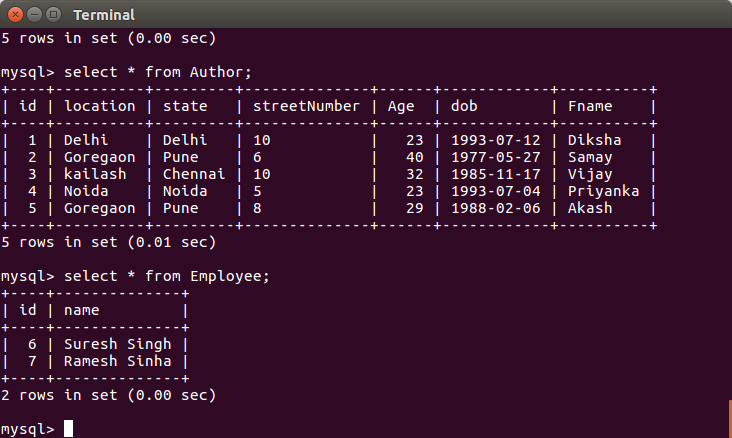 Terminal
5 rows in set (0.00 sec)
mysql> select * from Author;
+----+----------+---------+--------------+------+------------+----------+
| id | location | state   | streetNumber | Age  | dob        | Fname    |
+----+----------+---------+--------------+------+------------+----------+
|  1 | Delhi    | Delhi   | 10           |   23 | 1993-07-12 | Diksha   |
|  2 | Goregaon | Pune    | 6            |   40 | 1977-05-27 | Samay    |
|  3 | kailash  | Chennai | 10           |   32 | 1985-11-17 | Vijay    |
|  4 | Noida    | Noida   | 5            |   23 | 1993-07-04 | Priyanka |
|  5 | Goregaon | Pune    | 8            |   29 | 1988-02-06 | Akash    |
+----+----------+---------+--------------+------+------------+----------+
5 rows in set (0.01 sec)
mysql> select * from Employee;
+----+--------------+
| id | name         |
+----+--------------+
|  6 | Suresh Singh |
|  7 | Ramesh Sinha |
+----+--------------+
2 rows in set (0.00 sec)
mysql>